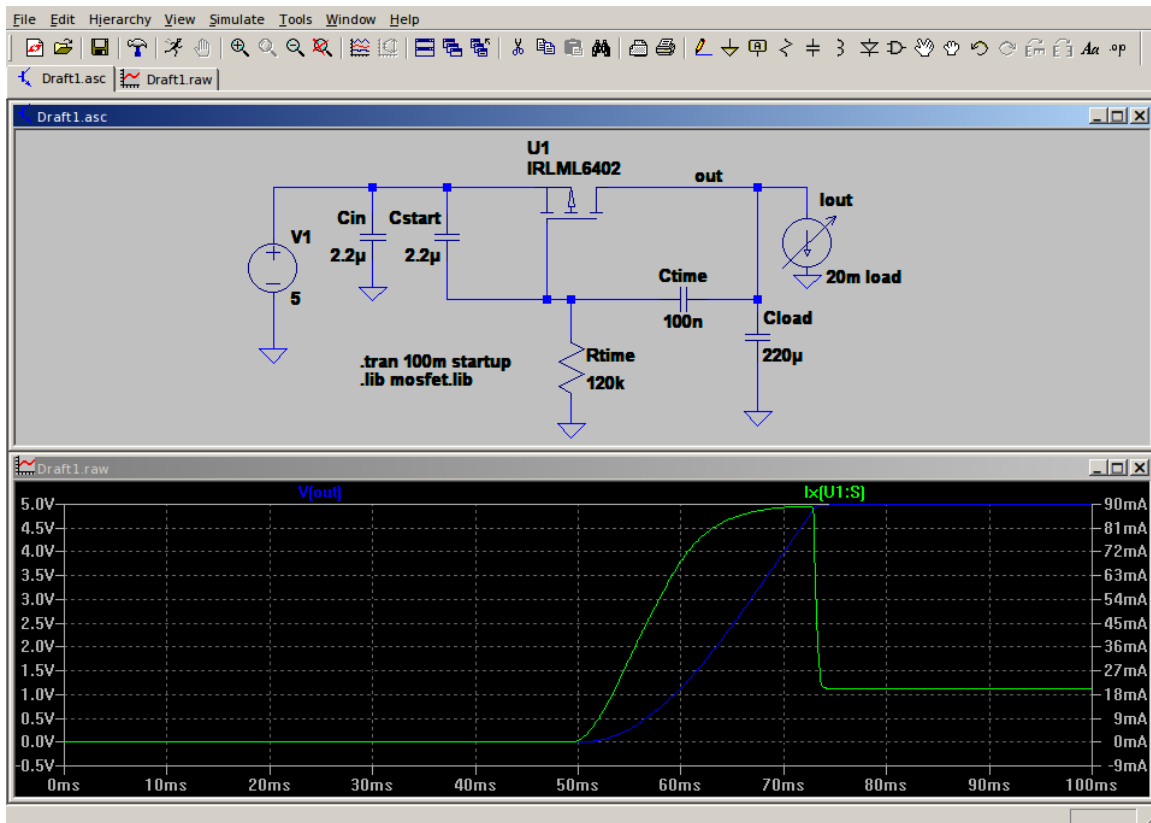 File Edit Hierarchy View Simulate Tools Window Help
Aa .op
Draft1.asc Draft1.raw
Draft1.asc
U1
IRLML6402
out
Iout
Cin Cstart
V1
2.2µ 2.2µ
Ctime
20m load
5
100n
Cload
.tran 100m startup
Rtime
220µ
.lib mosfet.lib
120k
Draft1.raw
V(out) Ix(U1:S)
5.0V 90mA
4.5V 81mA
4.0V 72mA
3.5V 63mA
3.0V 54mA
2.5V 45mA
2.0V 36mA
1.5V 27mA
1.0V 18mA
0.5V 9mA
0.0V 0mA
-0.5V -9mA
0ms 10ms 20ms 30ms 40ms 50ms 60ms 70ms 80ms 90ms 100ms